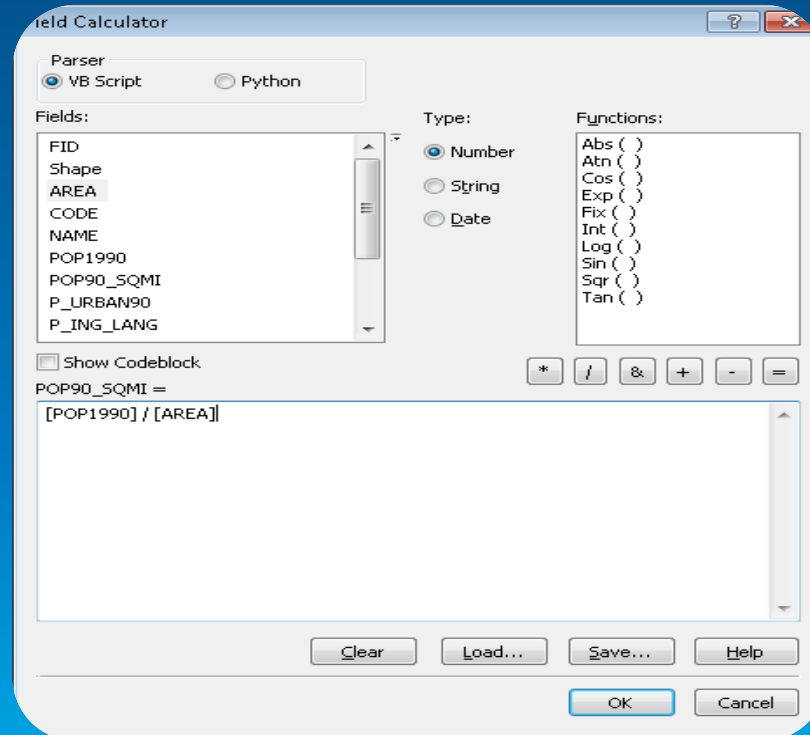 ield Calculator
Parser
VB Script Python
Fields:
FID
Shape
AREA
CODE
NAME
POP1990
POP90_SQMI
P_URBAN90
P_ING_LANG
Type:
Number
String
Date
Functions:
Abs ( )
Atn ( )
Cos ( )
Exp ( )
Fix ( )
Int ( )
Log ( )
Sin ( )
Sqr ( )
Tan ( )
Show Codeblock
* / & + - =
POP90_SQMI =
[POP1990] / [AREA]
Clear Load... Save... Help
OK Cancel